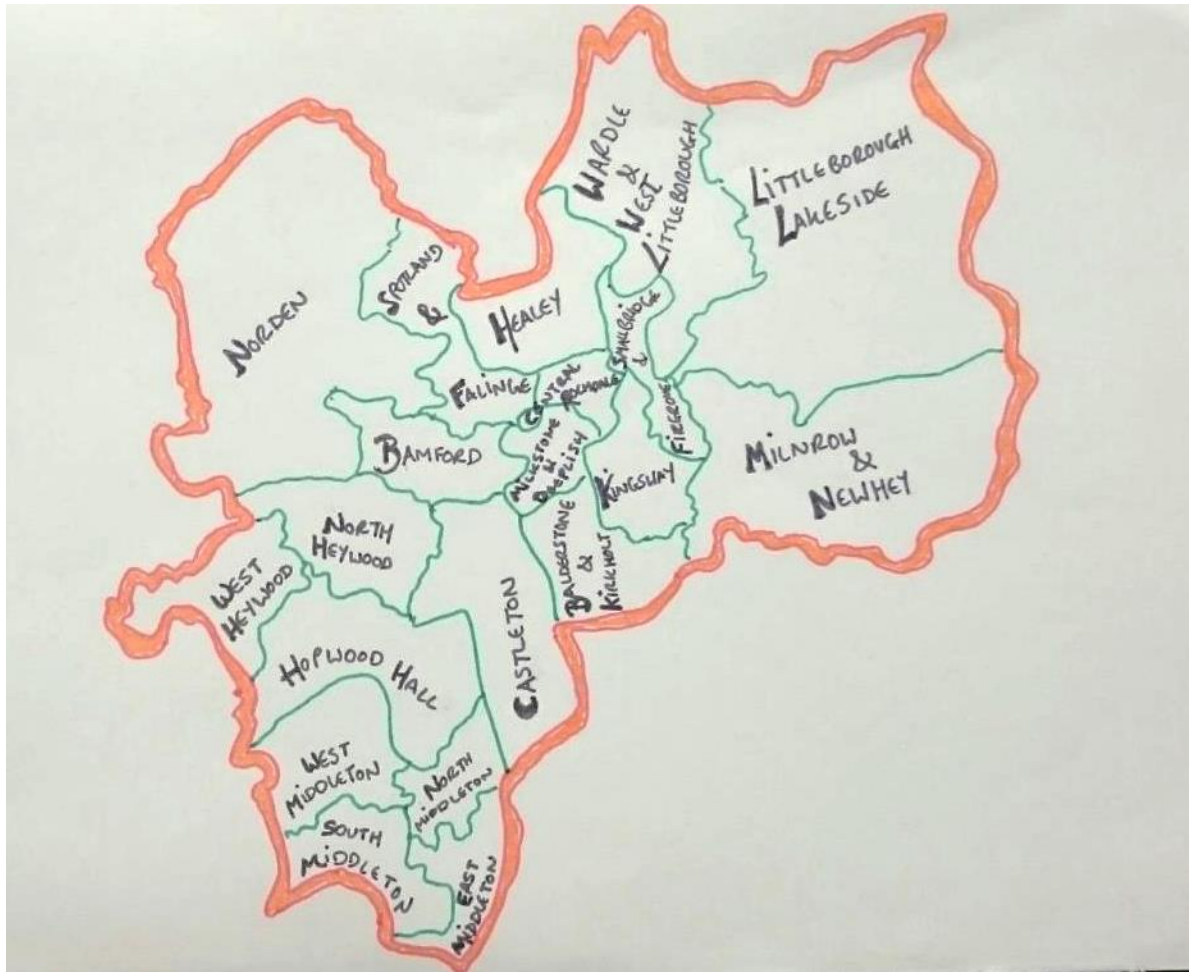 WARDLE
&
WEST
LITTLEBOROUGH
LITTLEBOROUGH
LAKESIDE
SPOTLAND
&
FALINGE
NORDEN
HEALEY
SMALLBRIDGE
&
FIRGROVE
CENTRAL
ROCHDALE
BAMFORD
MILKSTONE
&
DEEPLISH
KINGSWAY
MILNROW
&
NEWHEY
NORTH
HEYWOOD
WEST
HEYWOOD
BALDERSTONE
&
KIRKHOLT
CASTLETON
HOPWOOD HALL
WEST
MIDDLETON
NORTH
MIDDLETON
SOUTH
MIDDLETON
EAST
MIDDLETON